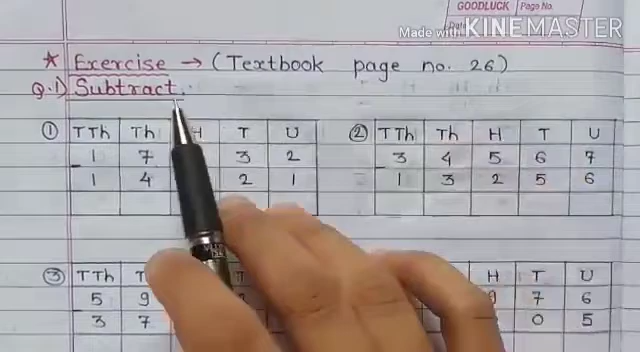 GOODLUCK Page No.
Date
Made with KINEMASTER
* Exercise → (Textbook page no. 26)
Q.1) Subtract.
① TTh Th H T U
1 7 3 2
- 1 4 2 1
② TTh Th H T U
3 4 5 6 7
- 1 3 2 5 6
③ TTh
5 9
- 3 7
H T U
7 6
0 5